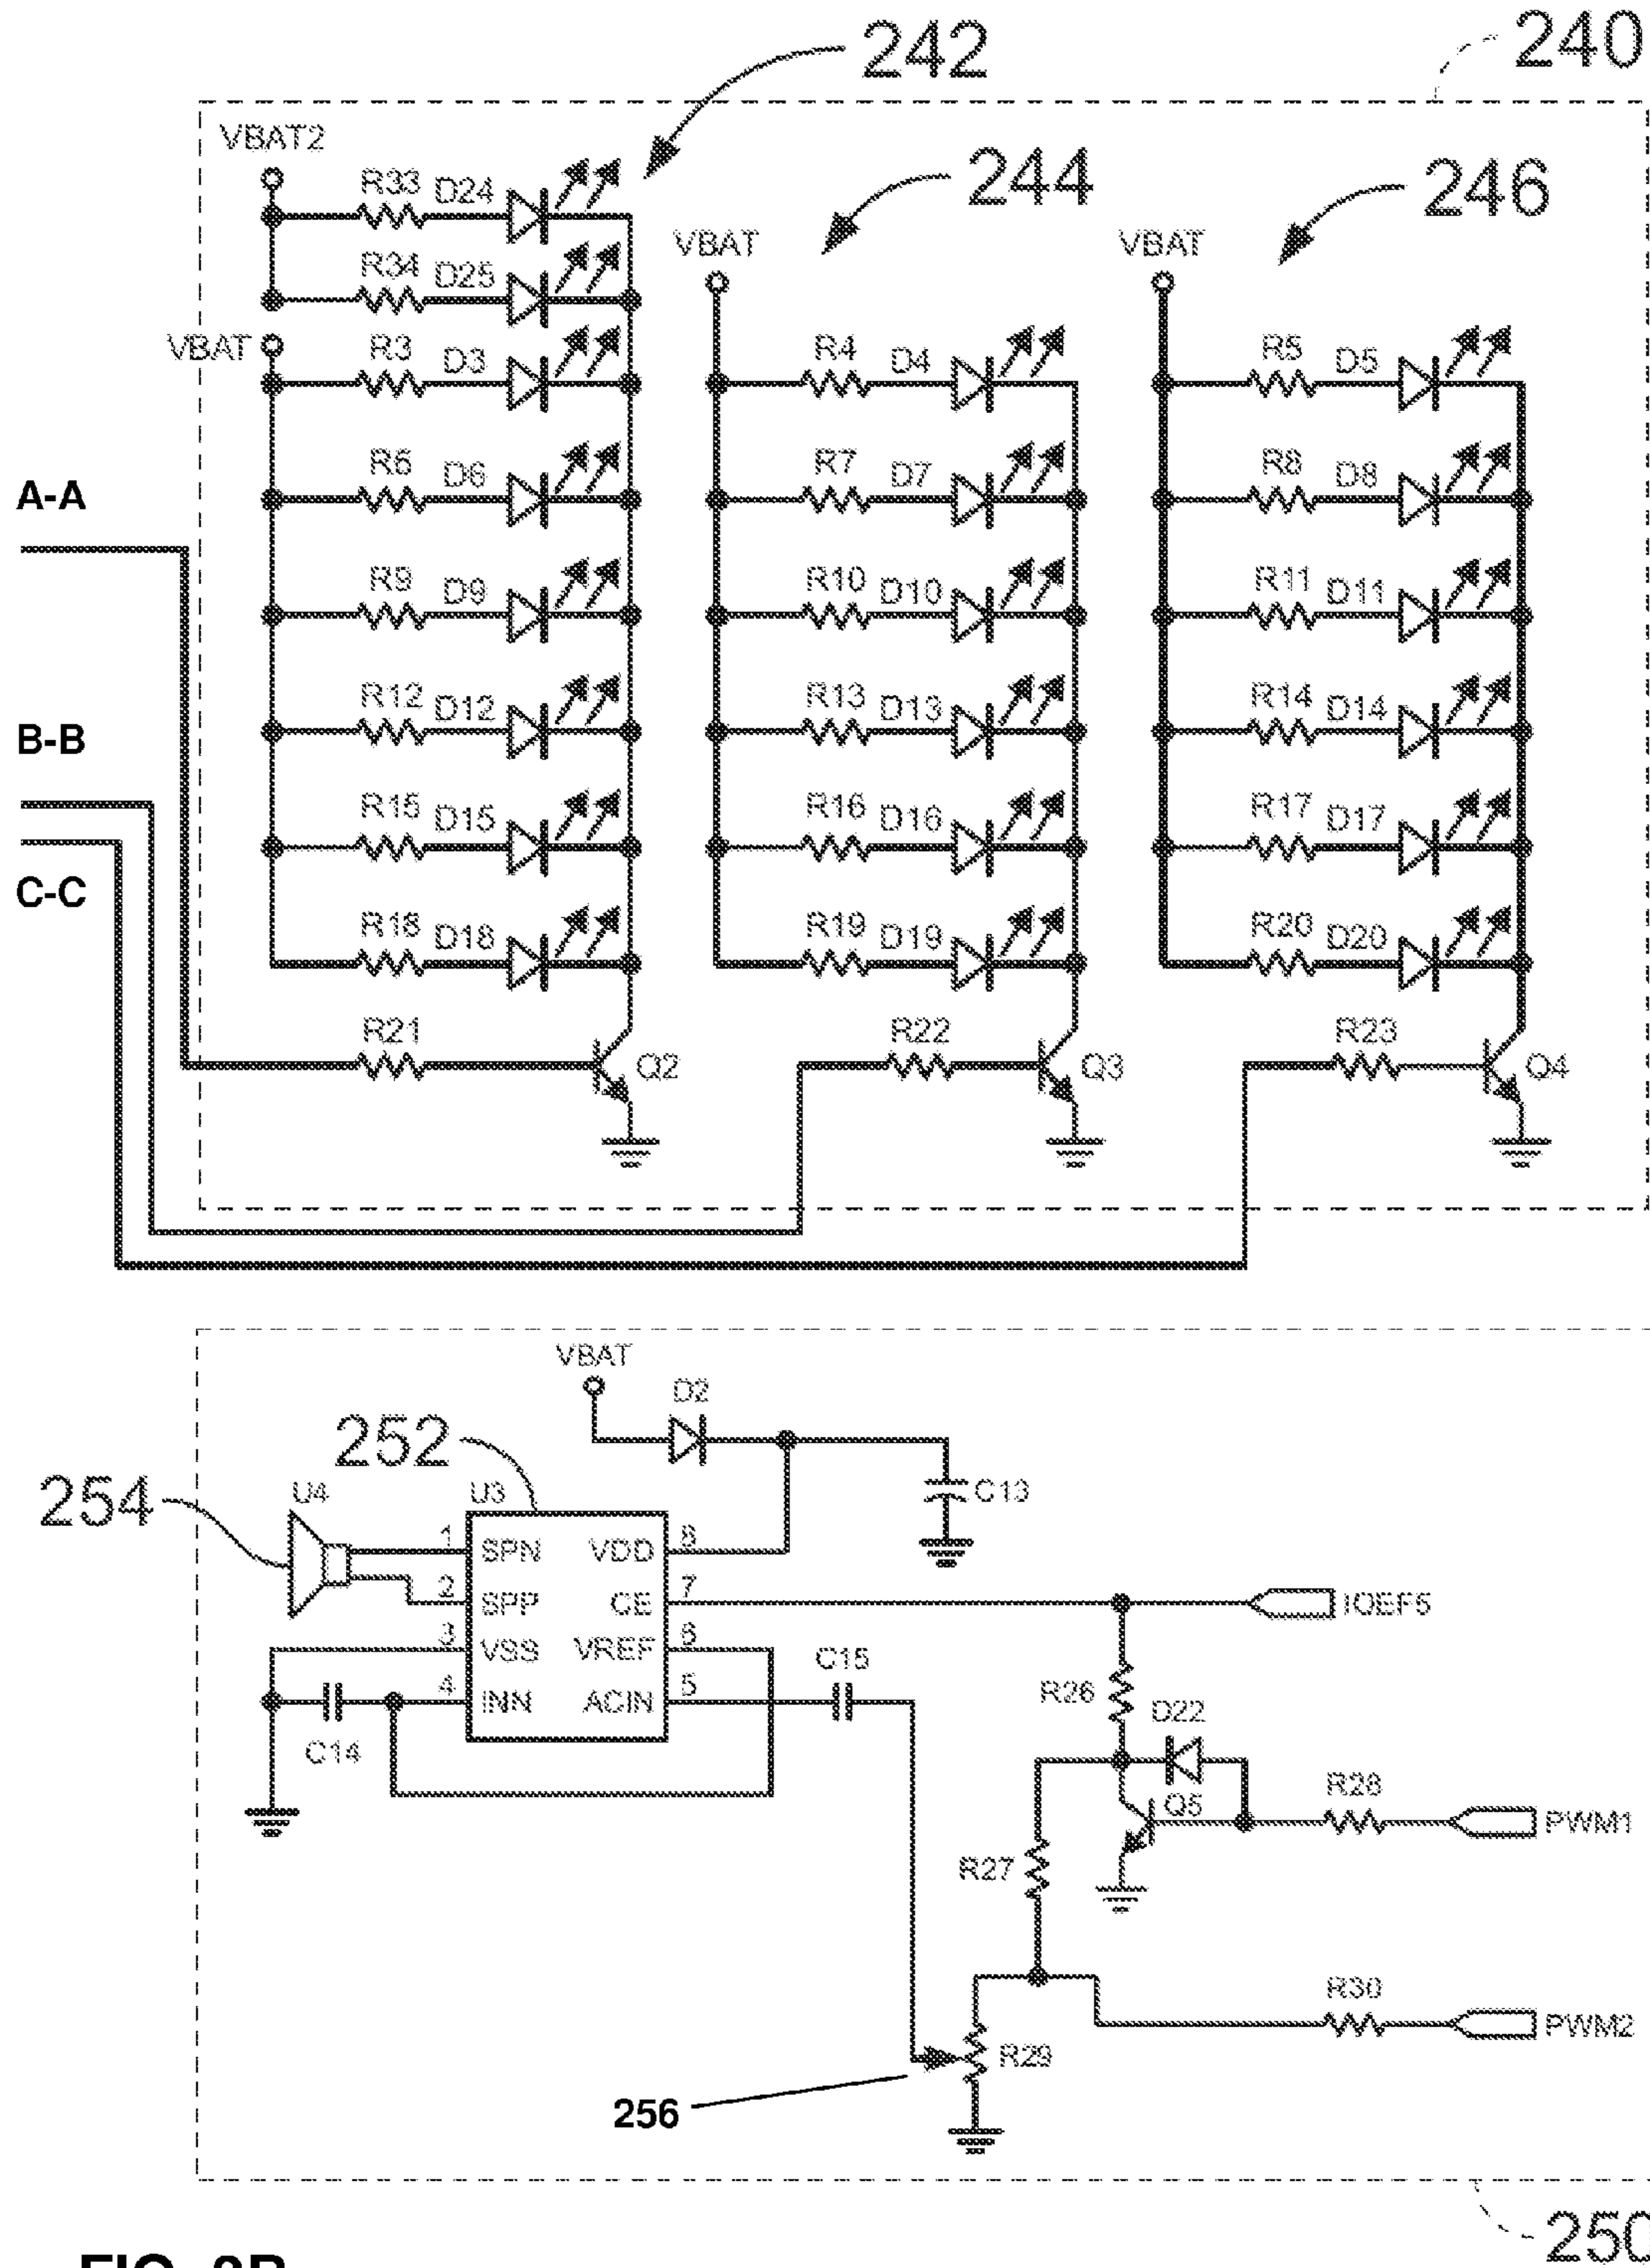 242
240
VBAT2
244
246
R33 D24
VBAT
VBAT
R34 D25
VBAT
R3 D3
R4 D4
R5 D5
A-A
R6 D6
R7 D7
R8 D8
R9 D9
R10 D10
R11 D11
B-B
R12 D12
R13 D13
R14 D14
R15 D15
R16 D16
R17 D17
C-C
R18 D18
R19 D19
R20 D20
R21
Q2
R22
Q3
R23
Q4
VBAT
D2
252
254
U4
U3
C13
1 SPN VDD 8
2 SPP CE 7
IOEF5
3 VSS VREF 6
C15
4 INN ACIN 5
R26
D22
C14
Q5
R28
PWM1
R27
R30
PWM2
R29
256
250